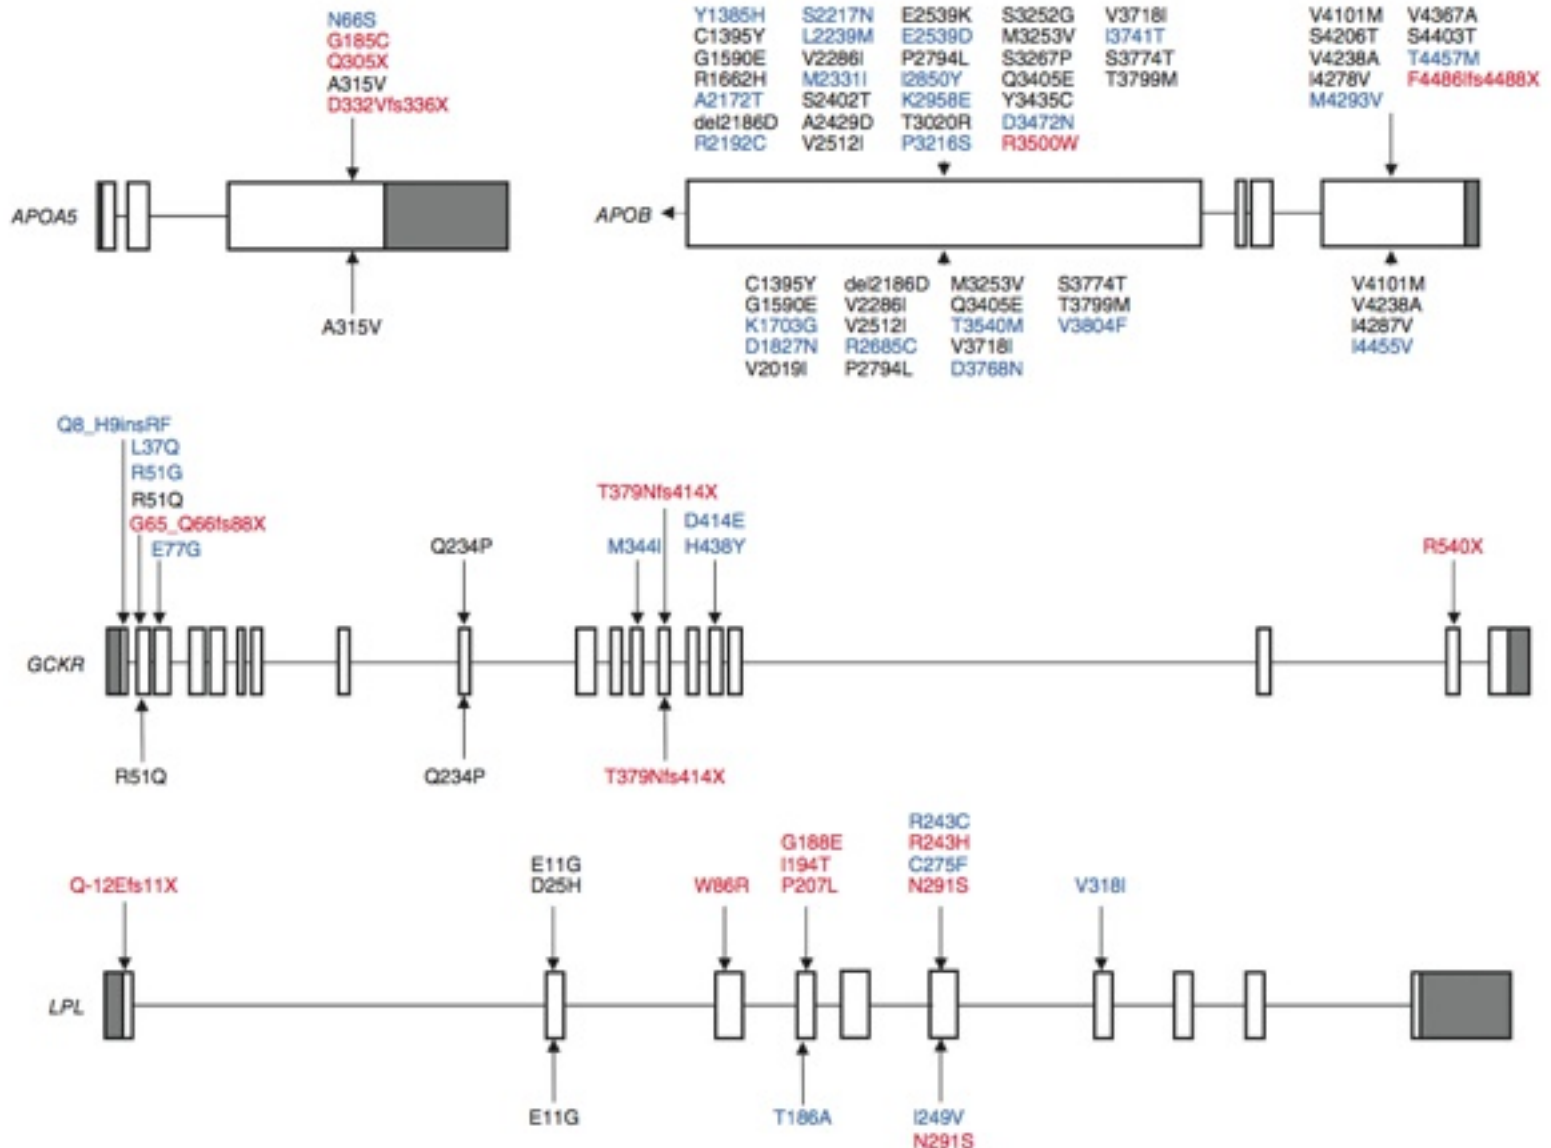 N66S
G185C
Q305X
A315V
D332Vfs336X
APOA5
A315V
Y1385H S2217N E2539K S3252G V3718I
C1395Y L2239M E2539D M3253V I3741T
G1590E V2286I P2794L S3267P S3774T
R1662H M2331I I2850Y Q3405E T3799M
A2172T S2402T K2958E Y3435C
del2186D A2429D T3020R D3472N
R2192C V2512I P3216S R3500W
V4101M V4367A
S4206T S4403T
V4238A T4457M
I4278V F4486Ifs4488X
M4293V
APOB
C1395Y del2186D M3253V S3774T
G1590E V2286I Q3405E T3799M
K1703G V2512I T3540M V3804F
D1827N R2685C V3718I
V2019I P2794L D3768N
V4101M
V4238A
I4287V
I4455V
Q8_H9insRF
L37Q
R51G
R51Q
G65_Q66fs88X
E77G
Q234P
T379Nfs414X
M344I
D414E
H438Y
R540X
GCKR
R51Q
Q234P
T379Nfs414X
Q-12Efs11X
E11G
D25H
W86R
G188E
I194T
P207L
R243C
R243H
C275F
N291S
V318I
LPL
E11G
T186A
I249V
N291S